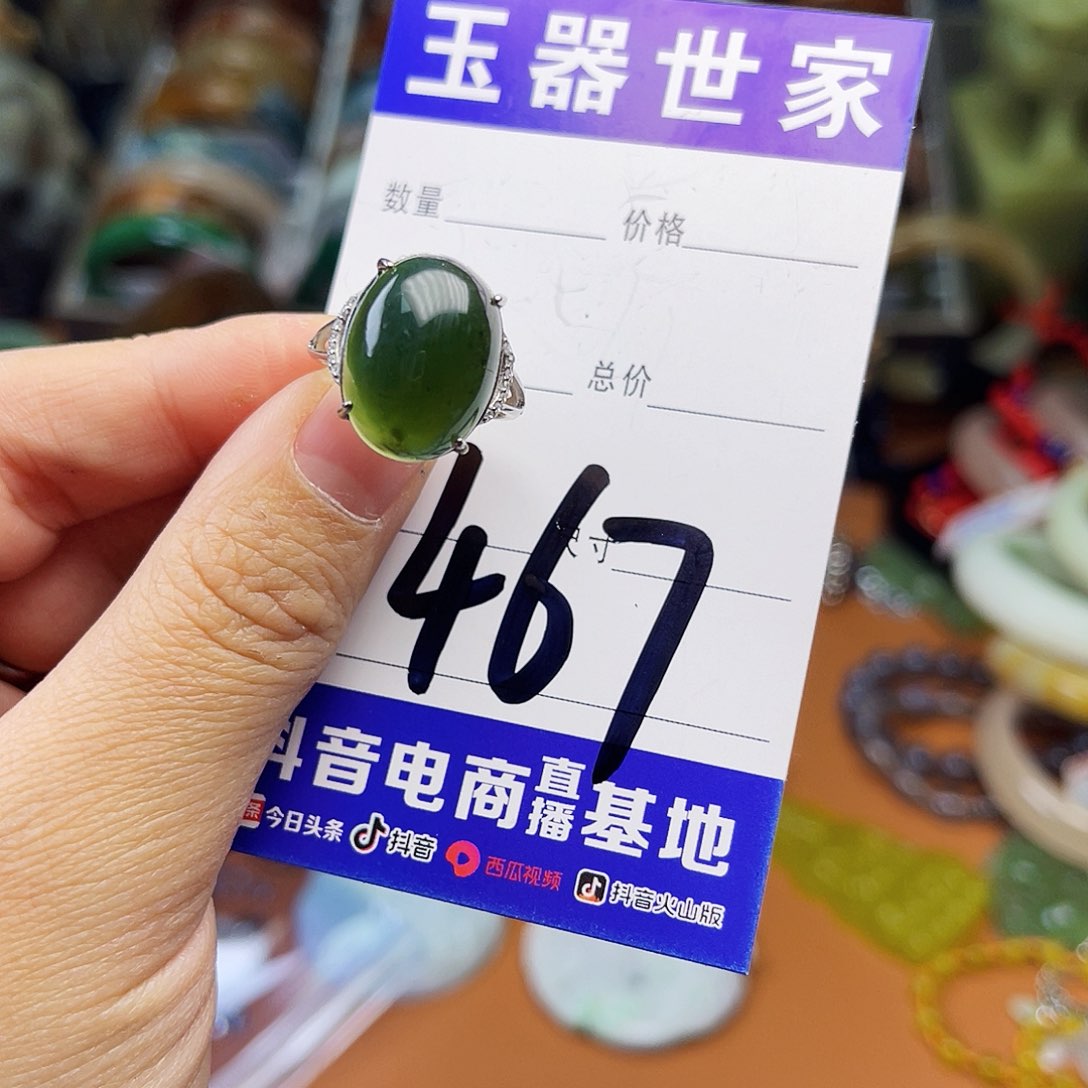 玉器世家
数量 价格
总价
467
寸
音电商直播基地
今日头条 抖音 西瓜视频 抖音火山版